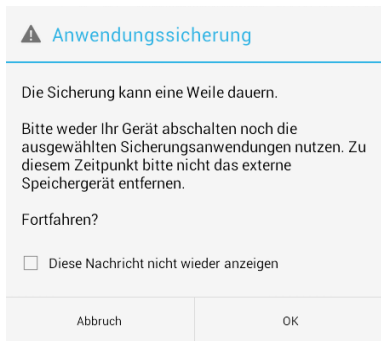 Anwendungssicherung
Die Sicherung kann eine Weile dauern.
Bitte weder Ihr Gerät abschalten noch die
ausgewählten Sicherungsanwendungen nutzen. Zu
diesem Zeitpunkt bitte nicht das externe
Speichergerät entfernen.
Fortfahren?
Diese Nachricht nicht wieder anzeigen
Abbruch
OK